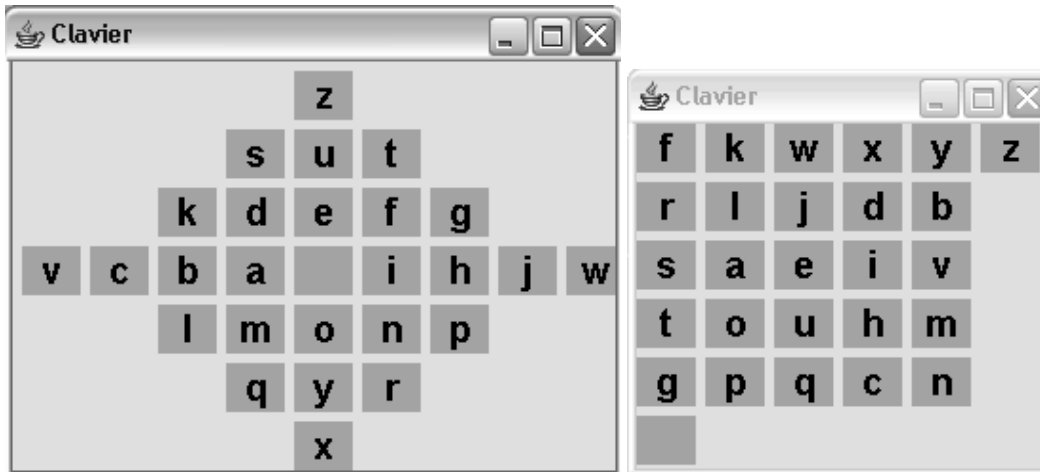 Clavier
z
s u t
k d e f g
v c b a i h j w
l m o n p
q y r
x
Clavier
f k w x y z
r l j d b
s a e i v
t o u h m
g p q c n